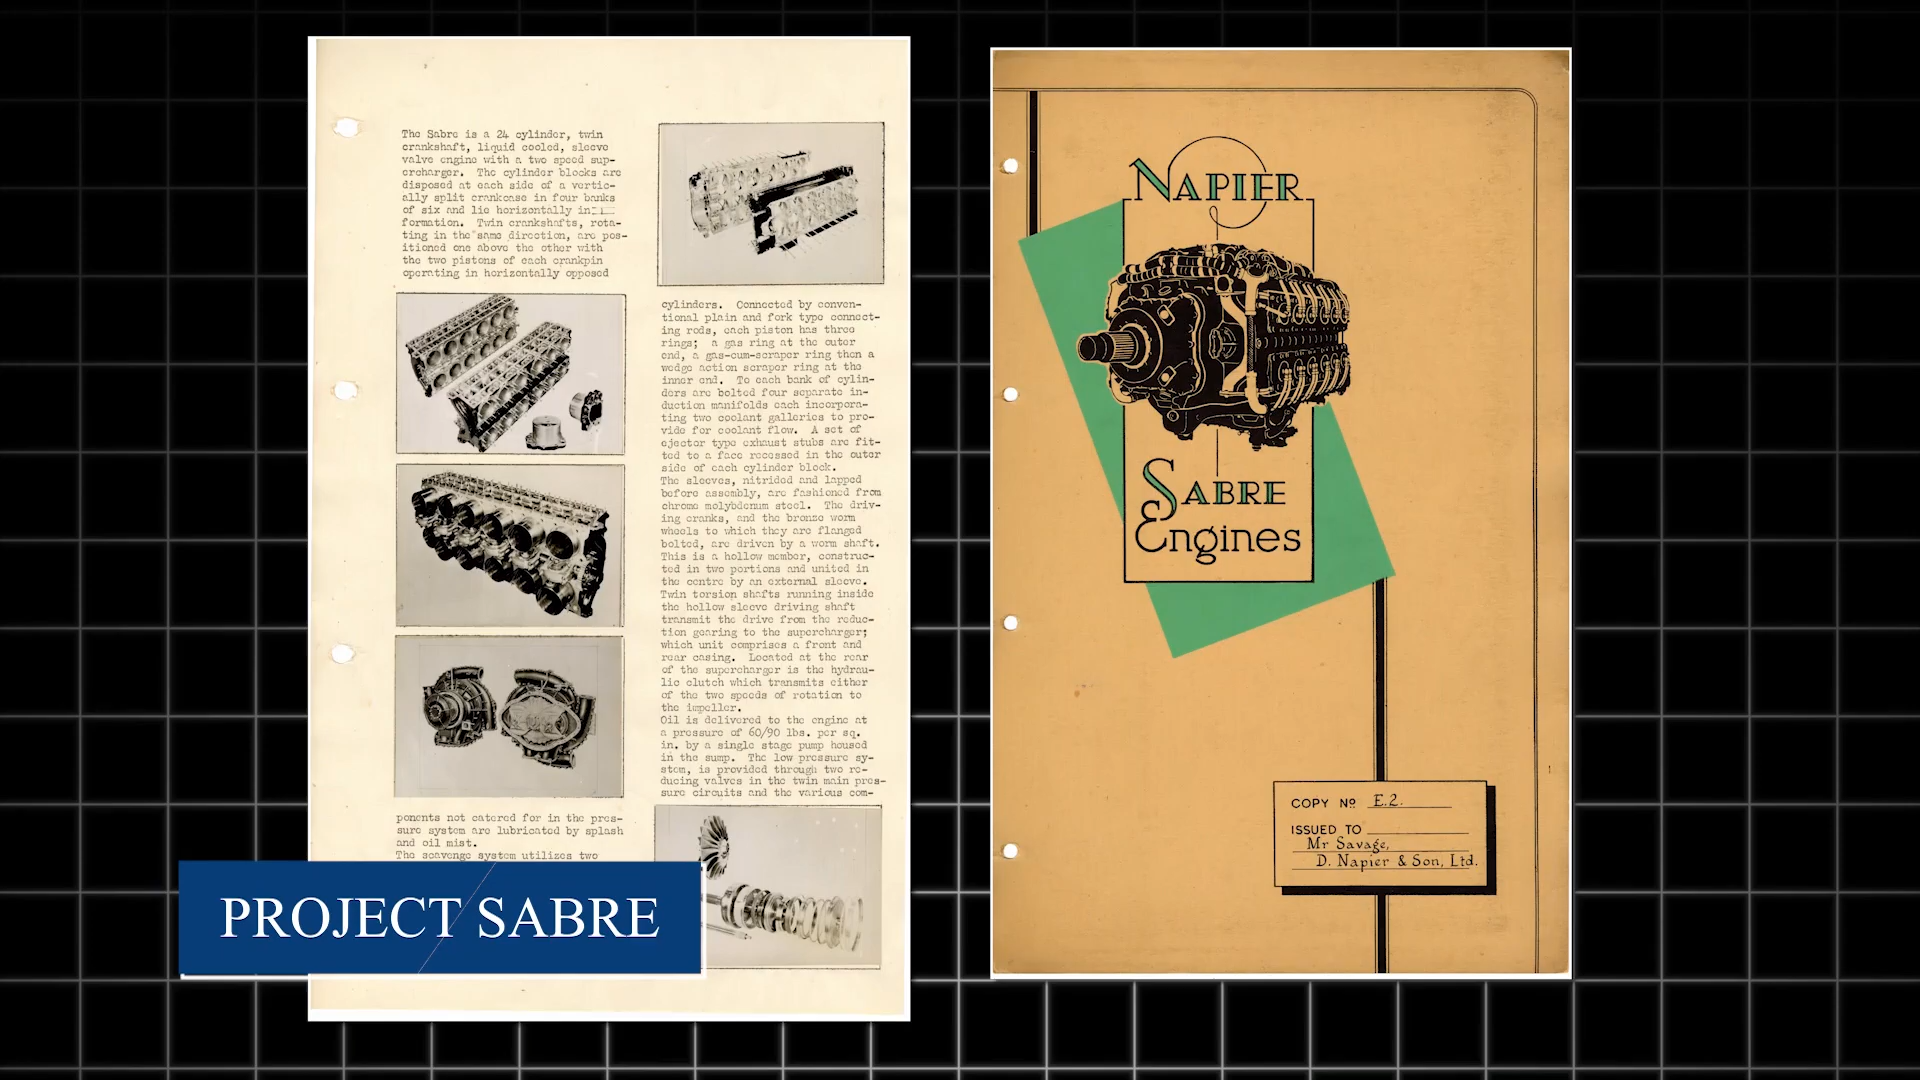 The Sabre is a 24 cylinder, twin
crankshaft, liquid cooled, sleeve
valve engine with a two speed sup-
ercharger. The cylinder blocks are
disposed at each side of a vertic-
ally split crankcase in four banks
of six and lie horizontally in
formation. Twin crankshafts, rota-
ting in the same direction, are pos-
itioned one above the other with
the two pistons of each crankpin
operating in horizontally opposed
cylinders. Connected by conven-
tional plain and fork type connect-
ing rods, each piston has three
rings; a gas ring at the outer
end, a gas-cum-scraper ring then a
wedge action scraper ring at the
inner end. To each bank of cylin-
ders are bolted four separate in-
duction manifolds each incorpora-
ting two coolant galleries to pro-
vide for coolant flow. A set of
ejector type exhaust stubs are fit-
ted to a face recessed in the outer
side of each cylinder block.
The sleeves, nitrided and lapped
before assembly, are fashioned from
chrome molybdenum steel. The driv-
ing cranks, and the bronze worm
wheels to which they are flanged
bolted, are driven by a worm shaft.
This is a hollow member, construc-
ted in two portions and united in
the centre by an external sleeve.
Twin torsion shafts running inside
the hollow sleeve driving shaft
transmit the drive from the reduc-
tion gearing to the supercharger;
which unit comprises a front and
rear casing. Located at the rear
of the supercharger is the hydrau-
lic clutch which transmits either
of the two speeds of rotation to
the impeller.
Oil is delivered to the engine at
a pressure of 60/90 lbs. per sq.
in. by a single stage pump housed
in the sump. The low pressure sy-
stem, is provided through two re-
ducing valves in the twin main pres-
sure circuits and the various com-
ponents not catered for in the pres-
sure system are lubricated by splash
and oil mist.
The scavenge system utilizes two
PROJECT SABRE
NAPIER
SABRE
Engines
COPY Nº E.2.
ISSUED TO
Mr Savage,
D. Napier & Son, Ltd.